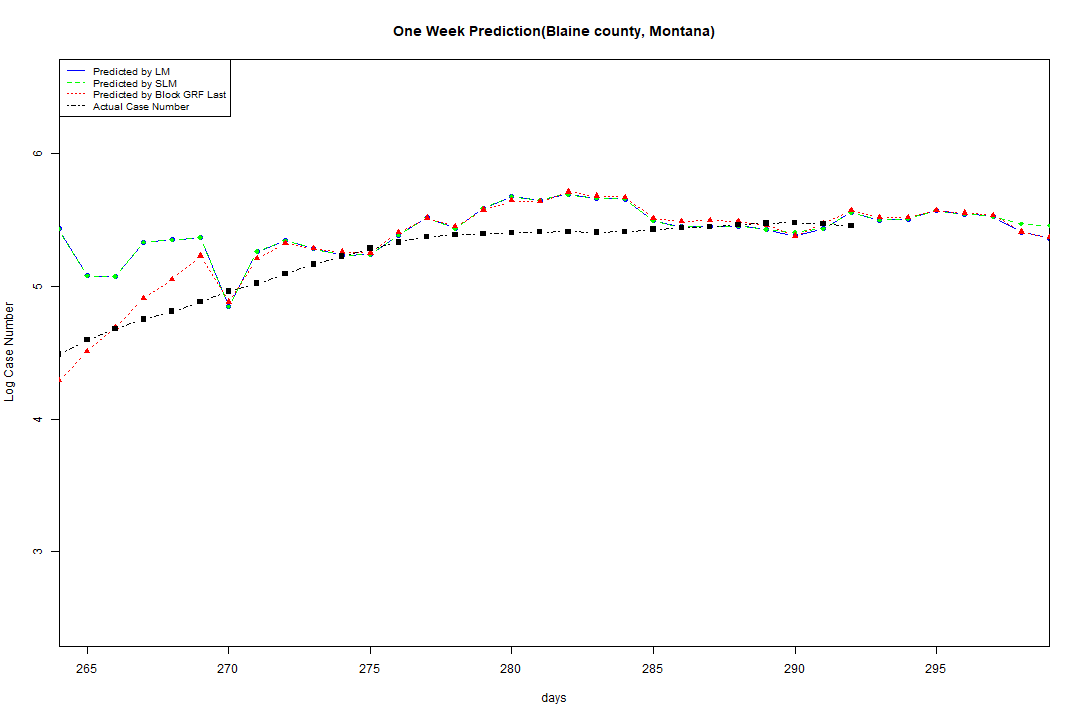 One Week Prediction(Blaine county, Montana)
Predicted by LM
Predicted by SLM
Predicted by Block GRF Last
Actual Case Number
6
5
4
3
Log Case Number
265 270 275 280 285 290 295
days